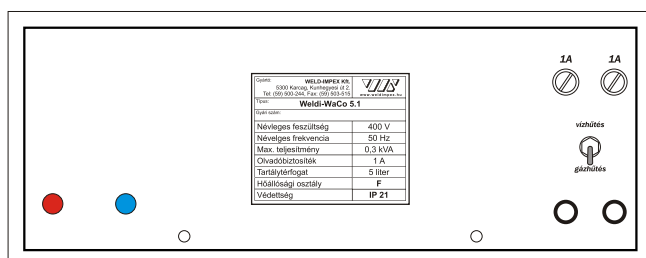 1A 1A
Gyártó: WELD-IMPEX Kft.
5300 Karcag, Kunhegyesi út 2.
Tel: (59) 500-244, Fax: (59) 503-515
www.weldimpex.hu
Típus: Weldi-WaCo 5.1
Gyári szám:
Névleges feszültség 400 V
Névelges frekvencia 50 Hz
Max. teljesítmény 0,3 kVA
Olvadóbiztosíték 1 A
Tartálytérfogat 5 liter
Hőállósági osztály F
Védettség IP 21
vízhűtés
gázhűtés